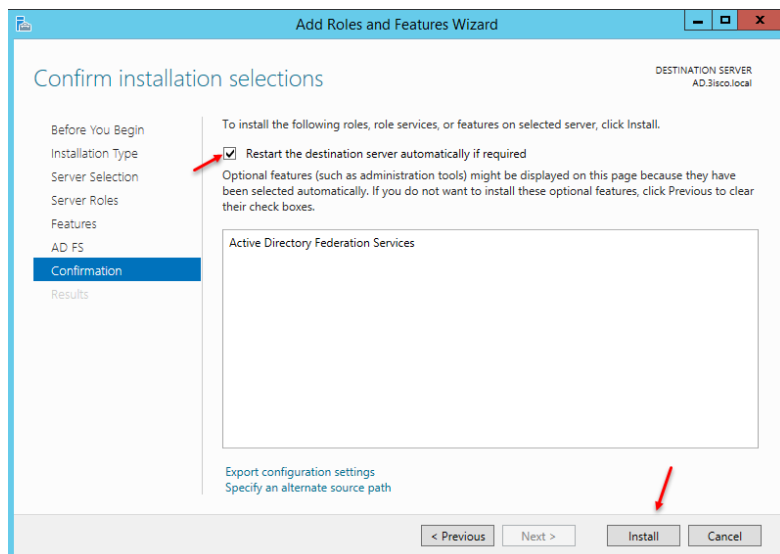 Add Roles and Features Wizard
Confirm installation selections
DESTINATION SERVER
AD.3isco.local
Before You Begin
Installation Type
Server Selection
Server Roles
Features
AD FS
Confirmation
Results
To install the following roles, role services, or features on selected server, click Install.
Restart the destination server automatically if required
Optional features (such as administration tools) might be displayed on this page because they have
been selected automatically. If you do not want to install these optional features, click Previous to clear
their check boxes.
Active Directory Federation Services
Export configuration settings
Specify an alternate source path
< Previous
Next >
Install
Cancel